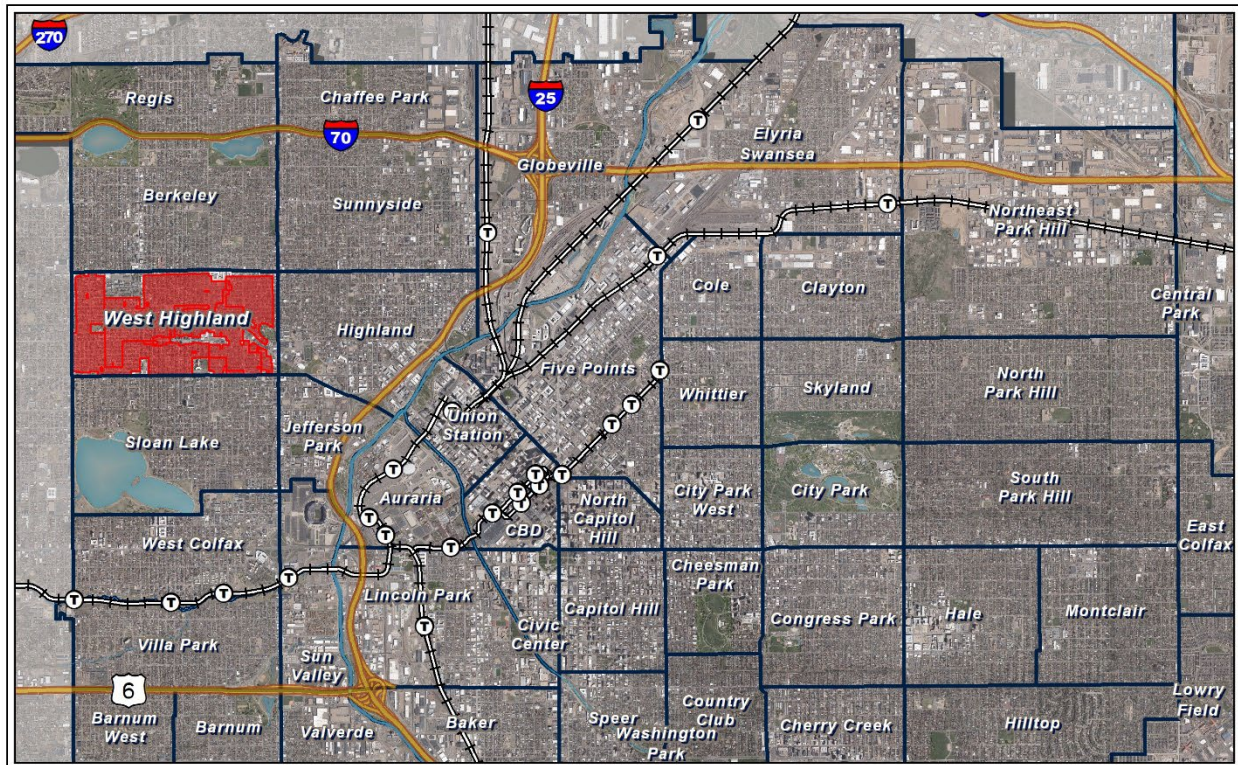 270
Regis
Chaffee Park
25
70
Elyria
Swansea
Globeville
Berkeley
Sunnyside
Northeast
Park Hill
T
T
T
T
Cole
Clayton
Central
Park
West Highland
Highland
Five Points
T
Whittier
Skyland
North
Park Hill
T
T
T
Union
Station
Jefferson
Park
Sloan Lake
T
T
T
T
T
T
T
Auraria
CBD
North
Capitol
Hill
City Park
West
City Park
South
Park Hill
T
T
T
West Colfax
East
Colfax
T
T
T
T
Lincoln Park
Cheesman
Park
Capitol Hill
Congress Park
Hale
Montclair
T
Civic
Center
Villa Park
Sun
Valley
6
Barnum
West
Barnum
Valverde
Baker
Speer
Washington
Park
Country
Club
Cherry Creek
Hilltop
Lowry
Field